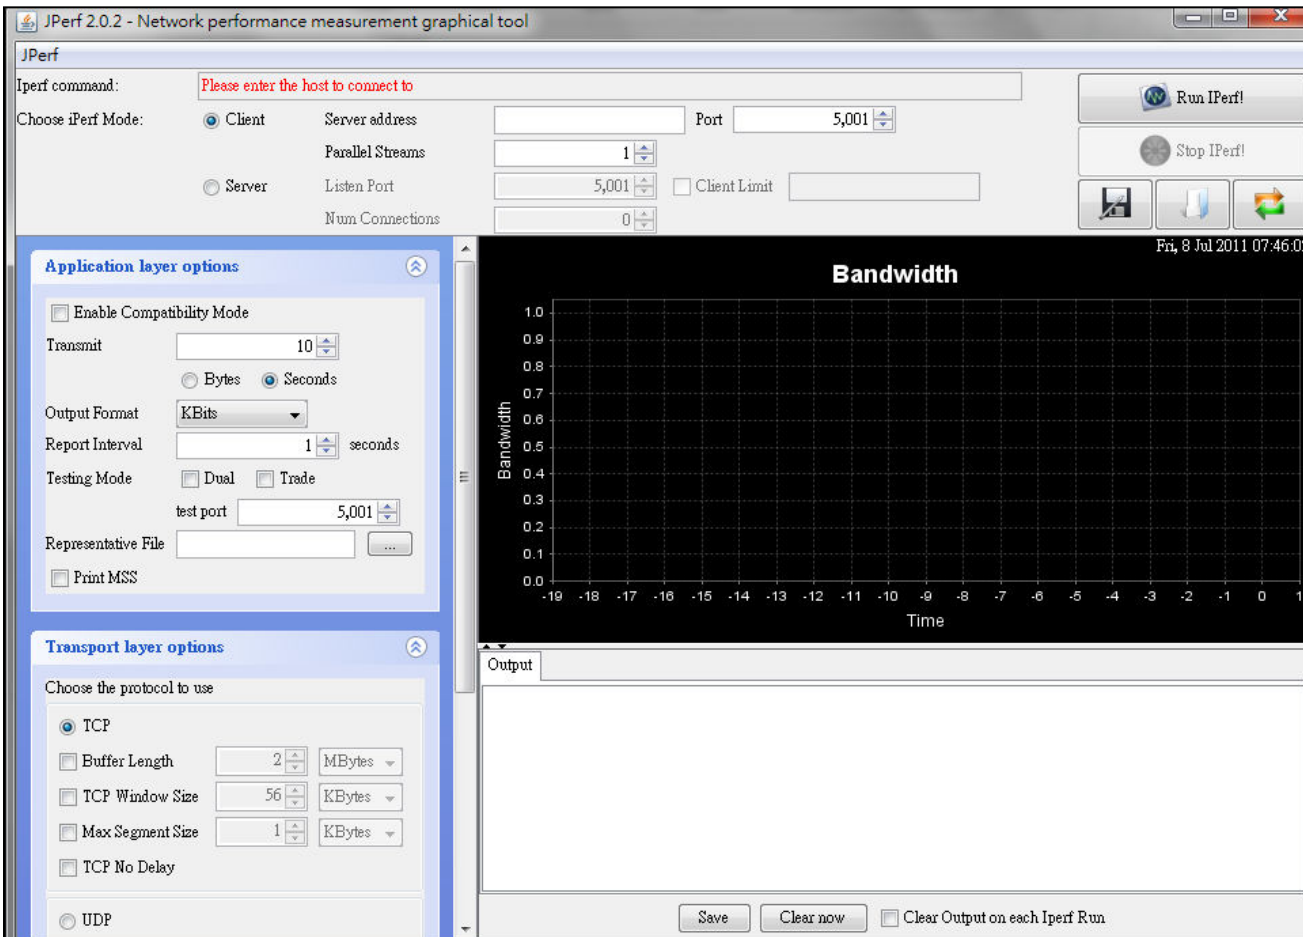 JPerf 2.0.2 - Network performance measurement graphical tool
JPerf
Iperf command: Please enter the host to connect to
Run IPerf!
Choose iPerf Mode: Client Server address Port 5,001
Parallel Streams 1
Stop IPerf!
Server Listen Port 5,001 Client Limit
Num Connections 0
Application layer options
Enable Compatibility Mode
Transmit 10
Bytes Seconds
Output Format KBits
Report Interval 1 seconds
Testing Mode Dual Trade
test port 5,001
Representative File ...
Print MSS
Transport layer options
Choose the protocol to use
TCP
Buffer Length 2 MBytes
TCP Window Size 56 KBytes
Max Segment Size 1 KBytes
TCP No Delay
UDP
Fri, 8 Jul 2011 07:46:0
Bandwidth
1.0
0.9
0.8
0.7
0.6
0.5
0.4
0.3
0.2
0.1
0.0
Bandwidth
-19 -18 -17 -16 -15 -14 -13 -12 -11 -10 -9 -8 -7 -6 -5 -4 -3 -2 -1 0 1
Time
Output
Save Clear now Clear Output on each Iperf Run